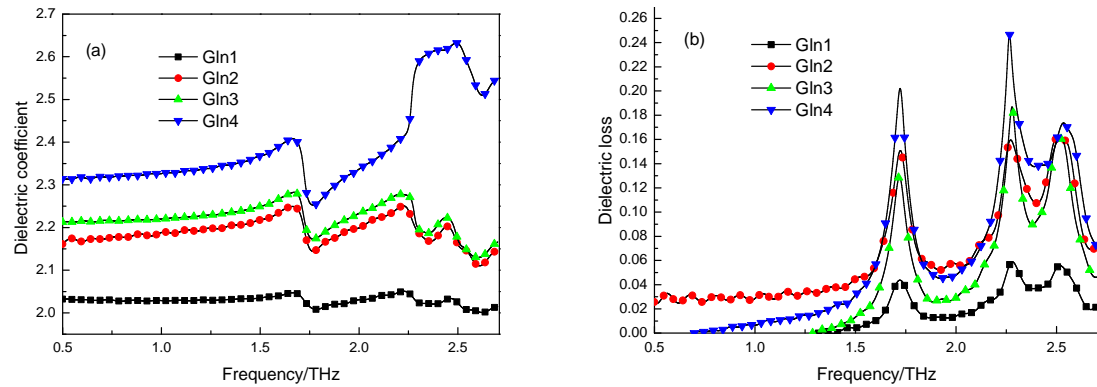 (a)
Gln1
Gln2
Gln3
Gln4
Dielectric coefficient
2.7
2.6
2.5
2.4
2.3
2.2
2.1
2.0
0.5
1.0
1.5
2.0
2.5
Frequency/THz
(b)
Gln1
Gln2
Gln3
Gln4
Dielectric loss
0.26
0.24
0.22
0.20
0.18
0.16
0.14
0.12
0.10
0.08
0.06
0.04
0.02
0.00
0.5
1.0
1.5
2.0
2.5
Frequency/THz